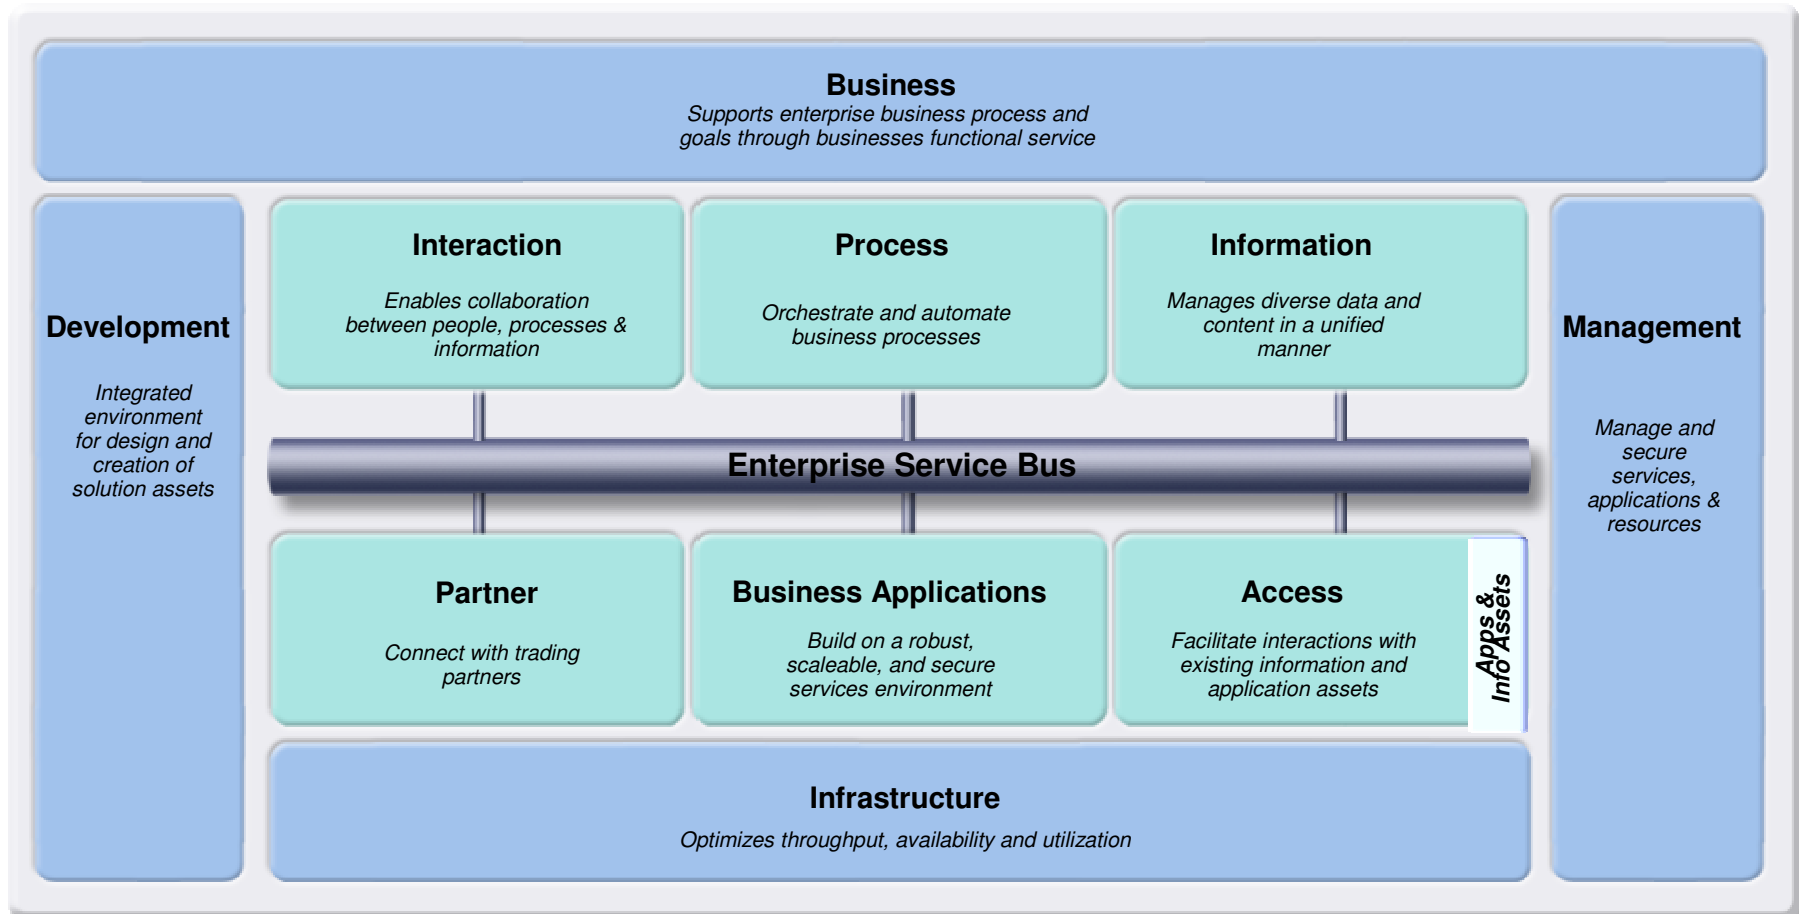 Business
Supports enterprise business process and
goals through businesses functional service
Development
Integrated
environment
for design and
creation of
solution assets
Interaction
Enables collaboration
between people, processes &
information
Process
Orchestrate and automate
business processes
Information
Manages diverse data and
content in a unified
manner
Management
Manage and
secure
services,
applications &
resources
Enterprise Service Bus
Partner
Connect with trading
partners
Business Applications
Build on a robust,
scaleable, and secure
services environment
Access
Facilitate interactions with
existing information and
application assets
Apps &
Info Assets
Infrastructure
Optimizes throughput, availability and utilization